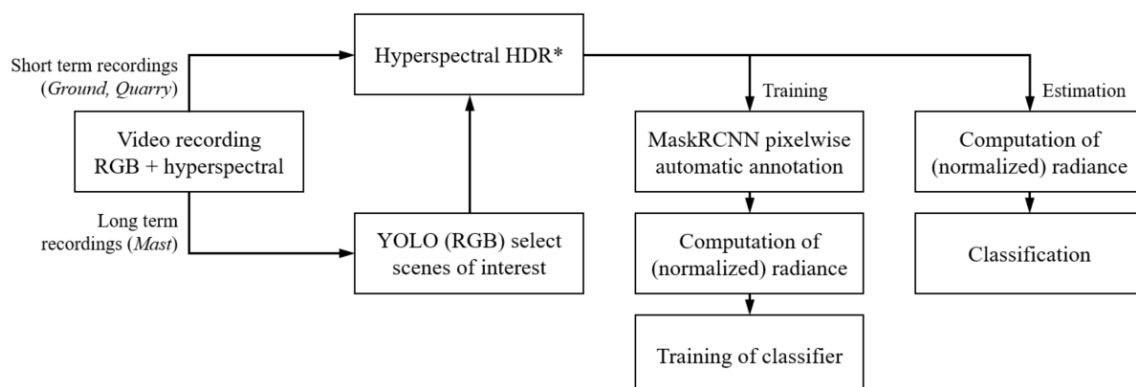 Short term recordings
(Ground, Quarry)
Video recording
RGB + hyperspectral
Long term
recordings (Mast)
Hyperspectral HDR*
YOLO (RGB) select
scenes of interest
Training
MaskRCNN pixelwise
automatic annotation
Computation of
(normalized) radiance
Training of classifier
Estimation
Computation of
(normalized) radiance
Classification